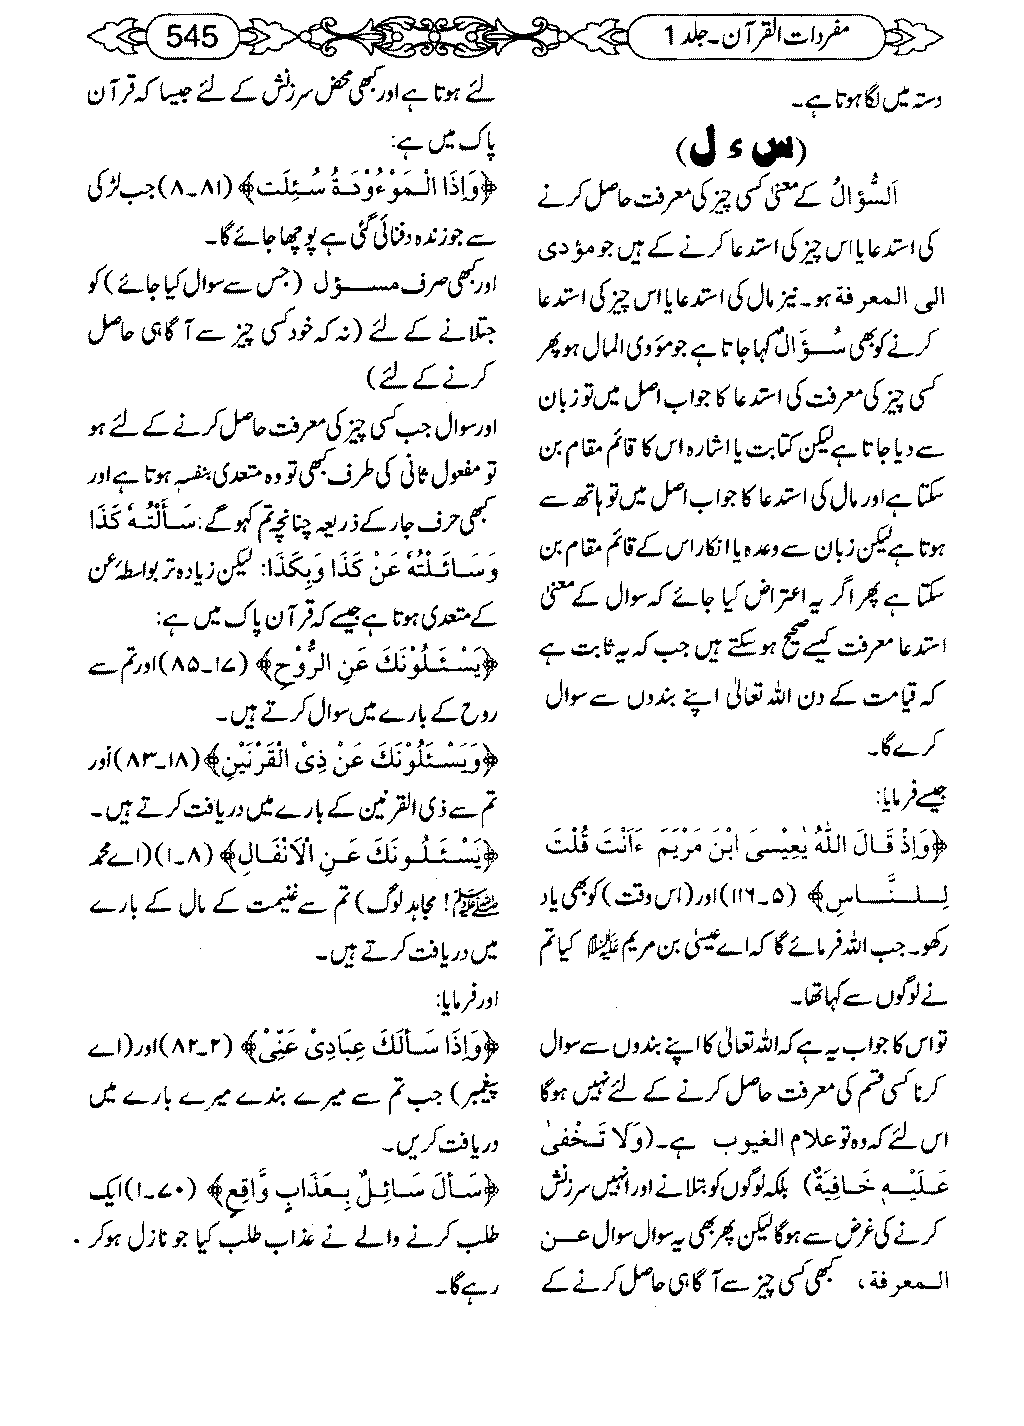 مفردات القرآن۔جلد 1
545
دستہ میں لگا ہوتا ہے۔
(س ء ل)
اَلسُّؤَالُ کے معنیٰ کسی چیز کی معرفت حاصل کرنے
کی استدعا یا اس چیز کی استدعا کرنے کے ہیں جو مؤدی
الی المعرفۃ ہو۔ نیز مال کی استدعا یا اس چیز کی استدعا
کرنے کو بھی سُؤَالٌ کہا جاتا ہے جو مؤدی المال ہو پھر
کسی چیز کی معرفت کی استدعا کا جواب اصل میں تو زبان
سے دیا جاتا ہے لیکن کتابت یا اشارہ اس کا قائم مقام بن
سکتا ہے اور مال کی استدعا کا جواب اصل میں تو ہاتھ سے
ہوتا ہے لیکن زبان سے وعدہ یا انکار اس کے قائم مقام بن
سکتا ہے پھر اگر یہ اعتراض کیا جائے کہ سوال کے معنیٰ
استدعا معرفت کیسے صحیح ہو سکتے ہیں جب کہ یہ ثابت ہے
کہ قیامت کے دن اللہ تعالیٰ اپنے بندوں سے سوال
کرے گا۔
جیسے فرمایا:
﴿وَاِذْ قَالَ اللّٰہُ یٰعِیْسَی ابْنَ مَرْیَمَ ءَاَنْتَ قُلْتَ
لِلنَّاسِ﴾ (۵۔۱۱۶) اور (اس وقت) کو بھی یاد
رکھو۔ جب اللہ فرمائے گا کہ اے عیسیٰ بن مریم علیہ السلام کیا تم
نے لوگوں سے کہا تھا۔
تو اس کا جواب یہ ہے کہ اللہ تعالیٰ کا اپنے بندوں سے سوال
کرنا کسی قسم کی معرفت حاصل کرنے کے لئے نہیں ہوگا
اس لئے کہ وہ تو علام الغیوب ہے۔ (وَلَا تَخْفیٰ
عَلَیْہِ خَافِیَۃٌ) بلکہ لوگوں کو بتلانے اور انہیں سرزنش
کرنے کی غرض سے ہوگا لیکن پھر بھی یہ سوال سوال عن
المعرفۃ، کبھی کسی چیز سے آگاہی حاصل کرنے کے
لئے ہوتا ہے اور کبھی محض سرزنش کے لئے جیسا کہ قرآن
پاک میں ہے:
﴿وَاِذَا الْمَوْءٗدَۃُ سُئِلَت﴾ (۸۱۔۸) جب لڑکی
سے جو زندہ دفنائی گئی ہے پوچھا جائے گا۔
اور کبھی صرف مسؤل (جس سے سوال کیا جائے) کو
جتلانے کے لئے (نہ کہ خود کسی چیز سے آگاہی حاصل
کرنے کے لئے)
اور سوال جب کسی چیز کی معرفت حاصل کرنے کے لئے ہو
تو مفعول ثانی کی طرف کبھی تو وہ متعدی بنفسہٖ ہوتا ہے اور
کبھی حرف جار کے ذریعہ چنانچہ تم کہو گے: سَأَلْتُہٗ کَذَا
وَسَائَلْتُہٗ عَنْ کَذَا وَبِکَذَا: لیکن زیادہ تر بواسطہٗ عن
کے متعدی ہوتا ہے جیسے کہ قرآن پاک میں ہے:
﴿یَسْئَلُوْنَکَ عَنِ الرُّوْحِ﴾ (۱۷۔۸۵) اور تم سے
روح کے بارے میں سوال کرتے ہیں۔
﴿وَیَسْئَلُوْنَکَ عَنْ ذِیْ الْقَرْنَیْنِ﴾ (۱۸۔۸۳) اور
تم سے ذی القرنین کے بارے میں دریافت کرتے ہیں۔
﴿یَسْئَلُوْنَکَ عَنِ الْاَنْفَالِ﴾ (۸۔۱) (اے محمد
ﷺ! مجاہد لوگ) تم سے غنیمت کے مال کے بارے
میں دریافت کرتے ہیں۔
اور فرمایا:
﴿وَاِذَا سَأَلَکَ عِبَادِیْ عَنِّیْ﴾ (۲۔۸۲) اور (اے
پیغمبر) جب تم سے میرے بندے میرے بارے میں
دریافت کریں۔
﴿سَأَلَ سَائِلٌ بِعَذَابٍ وَّاقِعٍ﴾ (۷۰۔۱) ایک
طلب کرنے والے نے عذاب طلب کیا جو نازل ہو کر
رہے گا۔